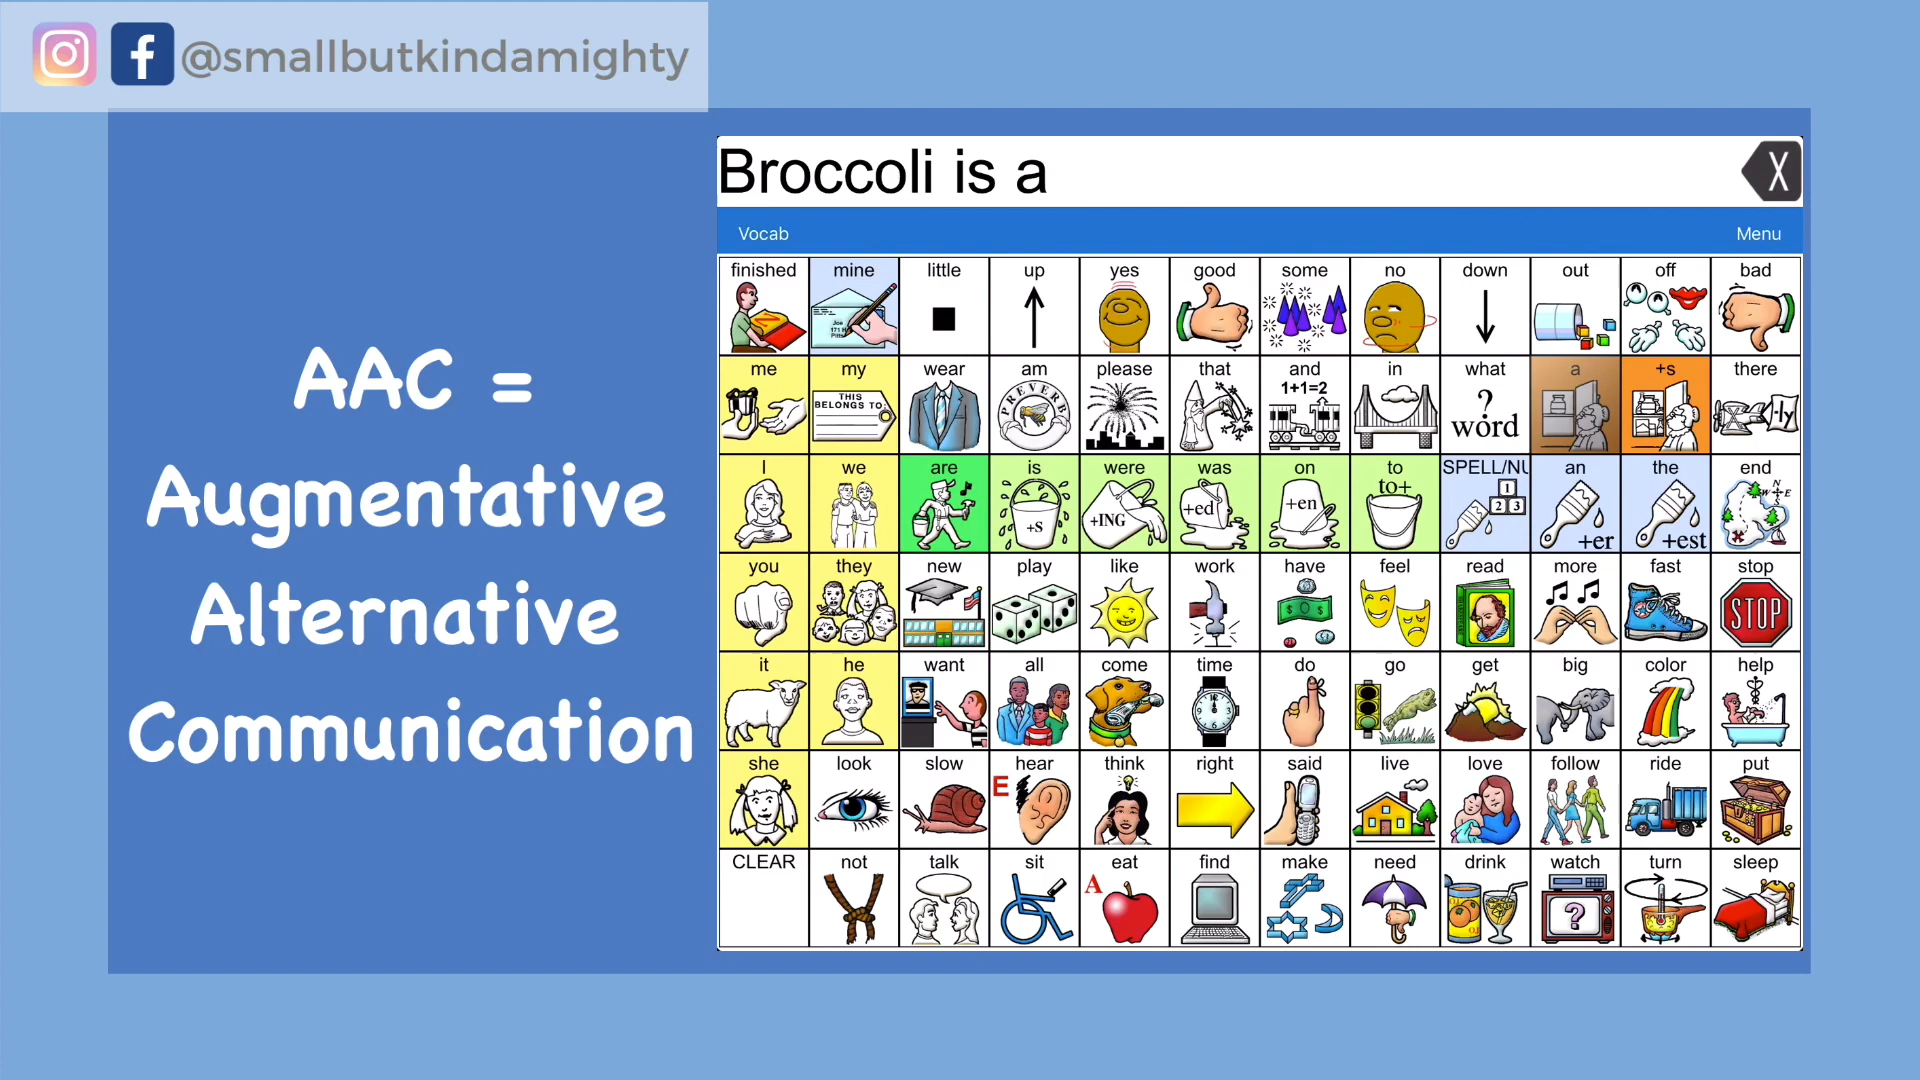 @smallbutkindamighty
AAC =
Augmentative
Alternative
Communication
Broccoli is a
X
Vocab Menu
finished mine little up yes good some no down out off bad
me my wear am please that and in what a +s there
THIS BELONGS TO: PREVERB 1+1=2 ? word -ly
I we are is were was on to SPELL/NU an the end
+S +ING +ed +en to+ 1 2 3 +er +est N W E
you they new play like work have feel read more fast stop
STOP
it he want all come time do go get big color help
she look slow hear think right said live love follow ride put
E
CLEAR not talk sit eat find make need drink watch turn sleep
A ?